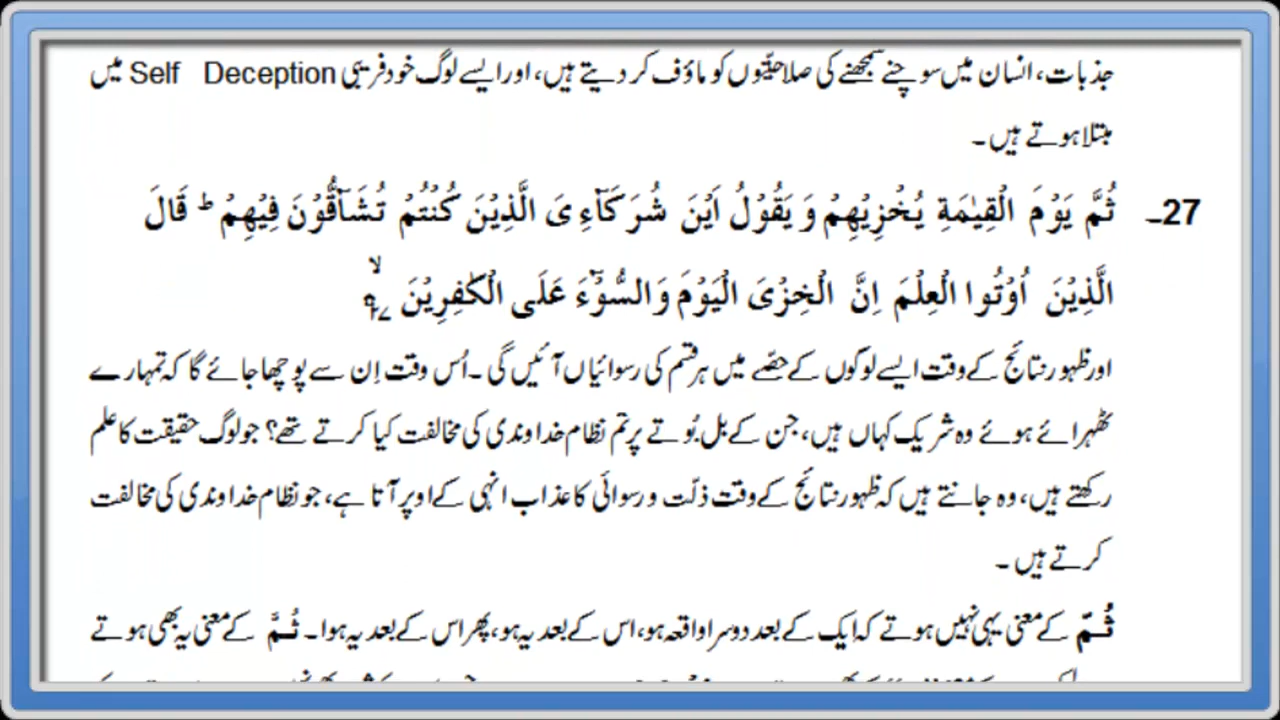 جذبات، انسان میں سوچنے سمجھنے کی صلاحیّتوں کو ماؤف کر دیتے ہیں، اور ایسے لوگ خود فریبی Self Deception میں
مبتلا ہوتے ہیں۔
27۔ ثُمَّ يَوْمَ الْقِيٰمَةِ يُخْزِيْهِمْ وَ يَقُوْلُ اَيْنَ شُرَكَآءِىَ الَّذِيْنَ كُنْتُمْ تُشَآقُّوْنَ فِيْهِمْ ؕ قَالَ
الَّذِيْنَ اُوْتُوا الْعِلْمَ اِنَّ الْخِزْىَ الْيَوْمَ وَالسُّوْٓءَ عَلَى الْكٰفِرِيْنَ ۙ
اور ظہور نتائج کے وقت ایسے لوگوں کے حصّے میں ہر قسم کی رسوائیاں آئیں گی۔ اُس وقت اِن سے پوچھا جائے گا کہ تمہارے
ٹھہرائے ہوئے وہ شریک کہاں ہیں، جن کے بل بُوتے پر تم نظام خداوندی کی مخالفت کیا کرتے تھے؟ جو لوگ حقیقت کا علم
رکھتے ہیں، وہ جانتے ہیں کہ ظہور نتائج کے وقت ذلّت و رسوائی کا عذاب انہی کے اوپر آتا ہے، جو نظام خداوندی کی مخالفت
کرتے ہیں۔
ثُمّ کے معنی یہی نہیں ہوتے کہ ایک کے بعد دوسرا واقعہ ہو، اس کے بعد یہ ہو، پھر اس کے بعد یہ ہوا۔ ثُمَّ کے معنی یہ بھی ہوتے